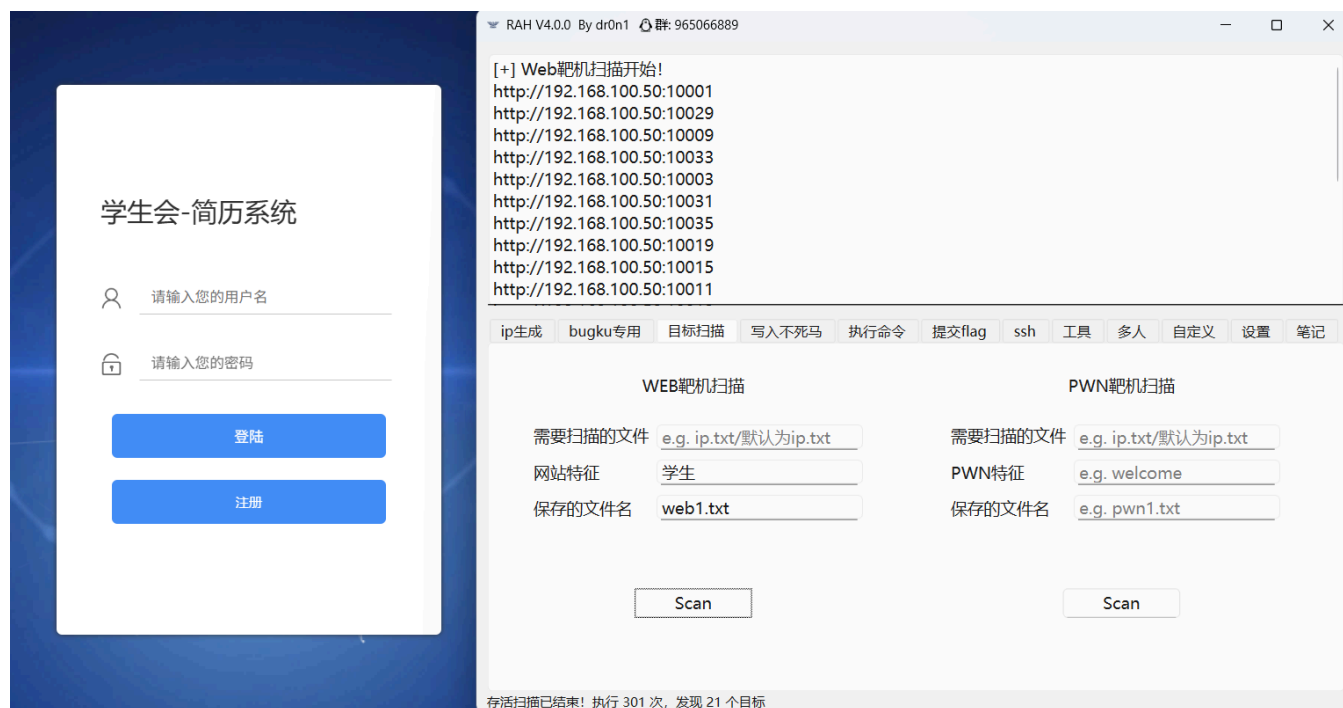 学生会-简历系统
请输入您的用户名
请输入您的密码
登陆
注册
RAH V4.0.0 By dr0n1 群: 965066889
[+] Web靶机扫描开始!
http://192.168.100.50:10001
http://192.168.100.50:10029
http://192.168.100.50:10009
http://192.168.100.50:10033
http://192.168.100.50:10003
http://192.168.100.50:10031
http://192.168.100.50:10035
http://192.168.100.50:10019
http://192.168.100.50:10015
http://192.168.100.50:10011
ip生成 bugku专用 目标扫描 写入不死马 执行命令 提交flag ssh 工具 多人 自定义 设置 笔记
WEB靶机扫描 PWN靶机扫描
需要扫描的文件 e.g. ip.txt/默认为ip.txt 需要扫描的文件 e.g. ip.txt/默认为ip.txt
网站特征 学生 PWN特征 e.g. welcome
保存的文件名 web1.txt 保存的文件名 e.g. pwn1.txt
Scan Scan
存活扫描已结束! 执行 301 次, 发现 21 个目标